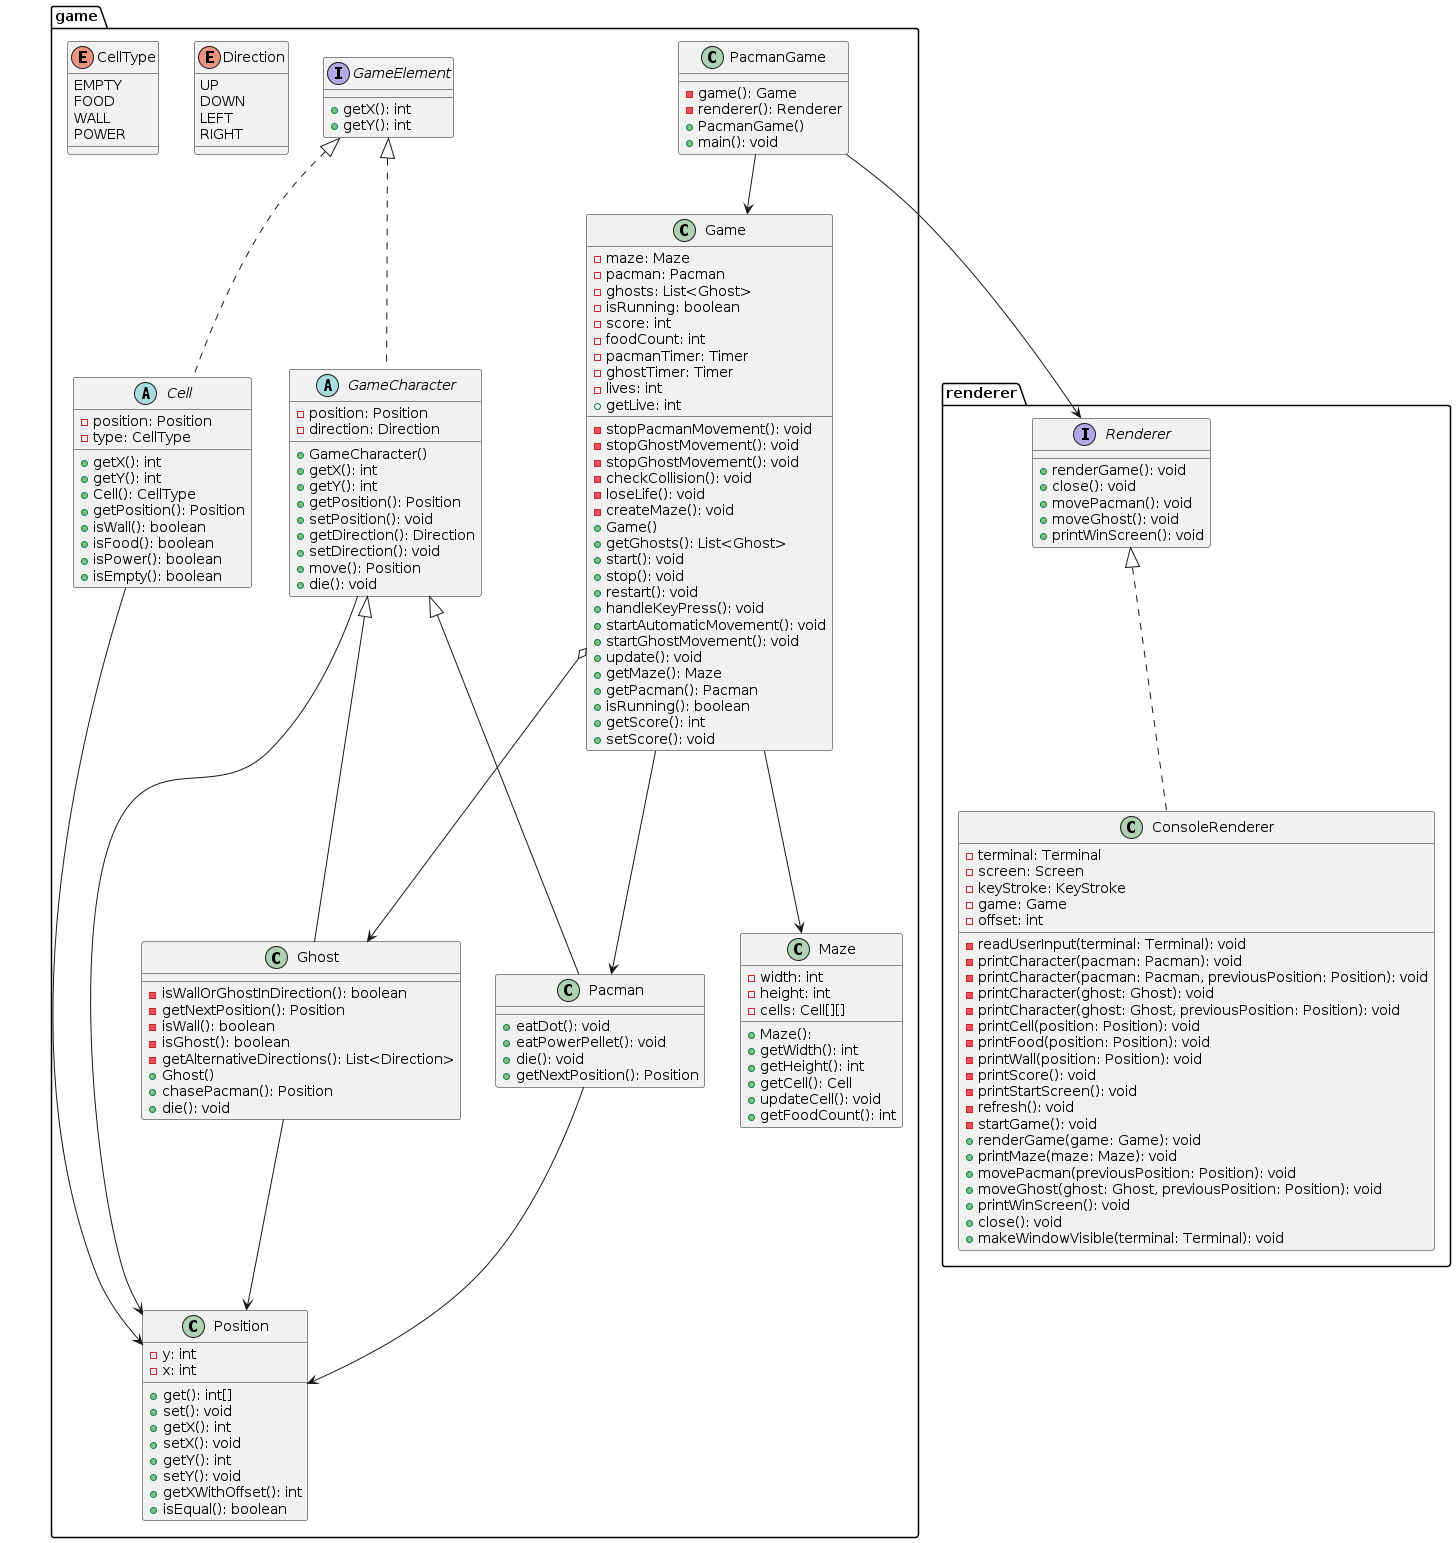 game
E CellType
EMPTY
FOOD
WALL
POWER
E Direction
UP
DOWN
LEFT
RIGHT
I GameElement
getX(): int
getY(): int
C PacmanGame
game(): Game
renderer(): Renderer
PacmanGame()
main(): void
C Game
maze: Maze
pacman: Pacman
ghosts: List<Ghost>
isRunning: boolean
score: int
foodCount: int
pacmanTimer: Timer
ghostTimer: Timer
lives: int
getLive: int
stopPacmanMovement(): void
stopGhostMovement(): void
stopGhostMovement(): void
checkCollision(): void
loseLife(): void
createMaze(): void
Game()
getGhosts(): List<Ghost>
start(): void
stop(): void
restart(): void
handleKeyPress(): void
startAutomaticMovement(): void
startGhostMovement(): void
update(): void
getMaze(): Maze
getPacman(): Pacman
isRunning(): boolean
getScore(): int
setScore(): void
A Cell
position: Position
type: CellType
getX(): int
getY(): int
Cell(): CellType
getPosition(): Position
isWall(): boolean
isFood(): boolean
isPower(): boolean
isEmpty(): boolean
A GameCharacter
position: Position
direction: Direction
GameCharacter()
getX(): int
getY(): int
getPosition(): Position
setPosition(): void
getDirection(): Direction
setDirection(): void
move(): Position
die(): void
renderer
I Renderer
renderGame(): void
close(): void
movePacman(): void
moveGhost(): void
printWinScreen(): void
C ConsoleRenderer
terminal: Terminal
screen: Screen
keyStroke: KeyStroke
game: Game
offset: int
readUserInput(terminal: Terminal): void
printCharacter(pacman: Pacman): void
printCharacter(pacman: Pacman, previousPosition: Position): void
printCharacter(ghost: Ghost): void
printCharacter(ghost: Ghost, previousPosition: Position): void
printCell(position: Position): void
printFood(position: Position): void
printWall(position: Position): void
printScore(): void
printStartScreen(): void
refresh(): void
startGame(): void
renderGame(game: Game): void
printMaze(maze: Maze): void
movePacman(previousPosition: Position): void
moveGhost(ghost: Ghost, previousPosition: Position): void
printWinScreen(): void
close(): void
makeWindowVisible(terminal: Terminal): void
C Ghost
isWallOrGhostInDirection(): boolean
getNextPosition(): Position
isWall(): boolean
isGhost(): boolean
getAlternativeDirections(): List<Direction>
Ghost()
chasePacman(): Position
die(): void
C Pacman
eatDot(): void
eatPowerPellet(): void
die(): void
getNextPosition(): Position
C Maze
width: int
height: int
cells: Cell[][]
Maze():
getWidth(): int
getHeight(): int
getCell(): Cell
updateCell(): void
getFoodCount(): int
C Position
y: int
x: int
get(): int[]
set(): void
getX(): int
setX(): void
getY(): int
setY(): void
getXWithOffset(): int
isEqual(): boolean